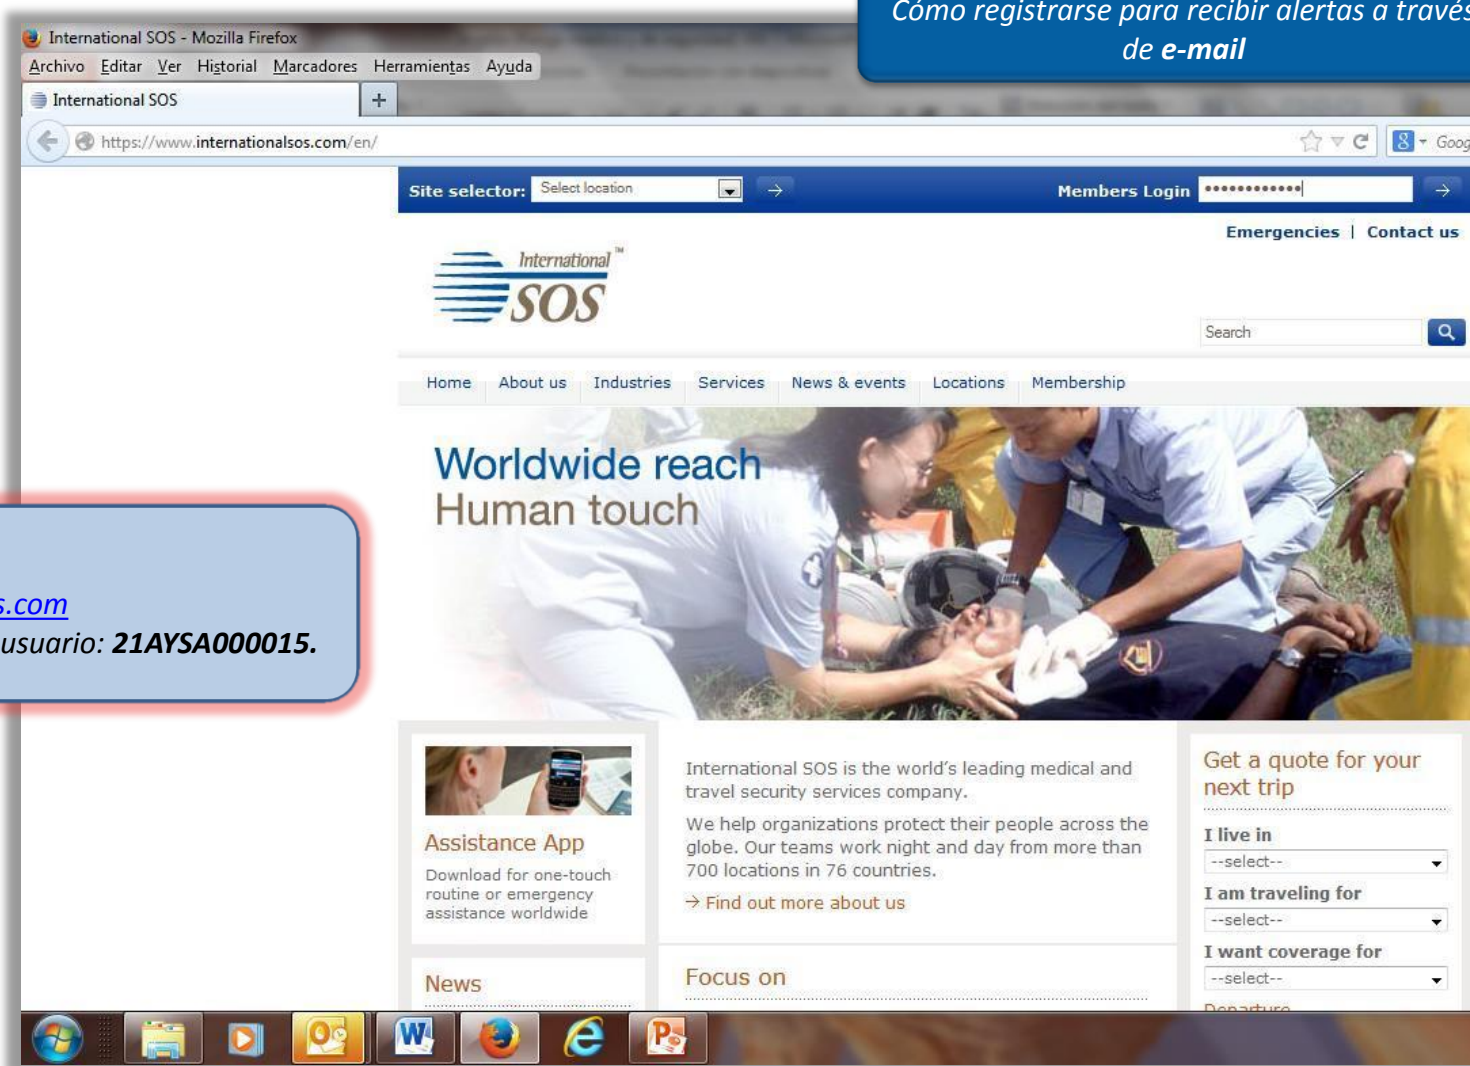 Cómo registrarse para recibir alertas a través
de e-mail
International SOS - Mozilla Firefox
Archivo Editar Ver Historial Marcadores Herramientas Ayuda
International SOS
https://www.internationalsos.com/en/
Goog
Site selector: Select location
Members Login
Emergencies | Contact us
International™
SOS
Search
Home About us Industries Services News & events Locations Membership
Worldwide reach
Human touch
s.com
usuario: 21AYSA000015.
Assistance App
Download for one-touch
routine or emergency
assistance worldwide
News
International SOS is the world's leading medical and
travel security services company.
We help organizations protect their people across the
globe. Our teams work night and day from more than
700 locations in 76 countries.
→ Find out more about us
Focus on
Get a quote for your
next trip
I live in
--select--
I am traveling for
--select--
I want coverage for
--select--
Departure